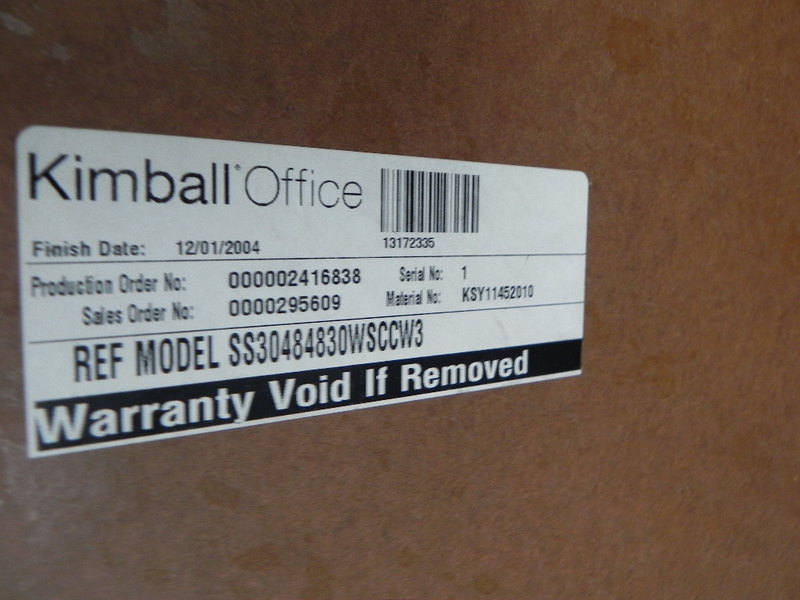 Kimball® Office
13172335
Finish Date: 12/01/2004
Production Order No: 000002416838 Serial No: 1
Sales Order No: 0000295609 Material No: KSY11452010
REF MODEL SS30484830WSCCW3
Warranty Void If Removed